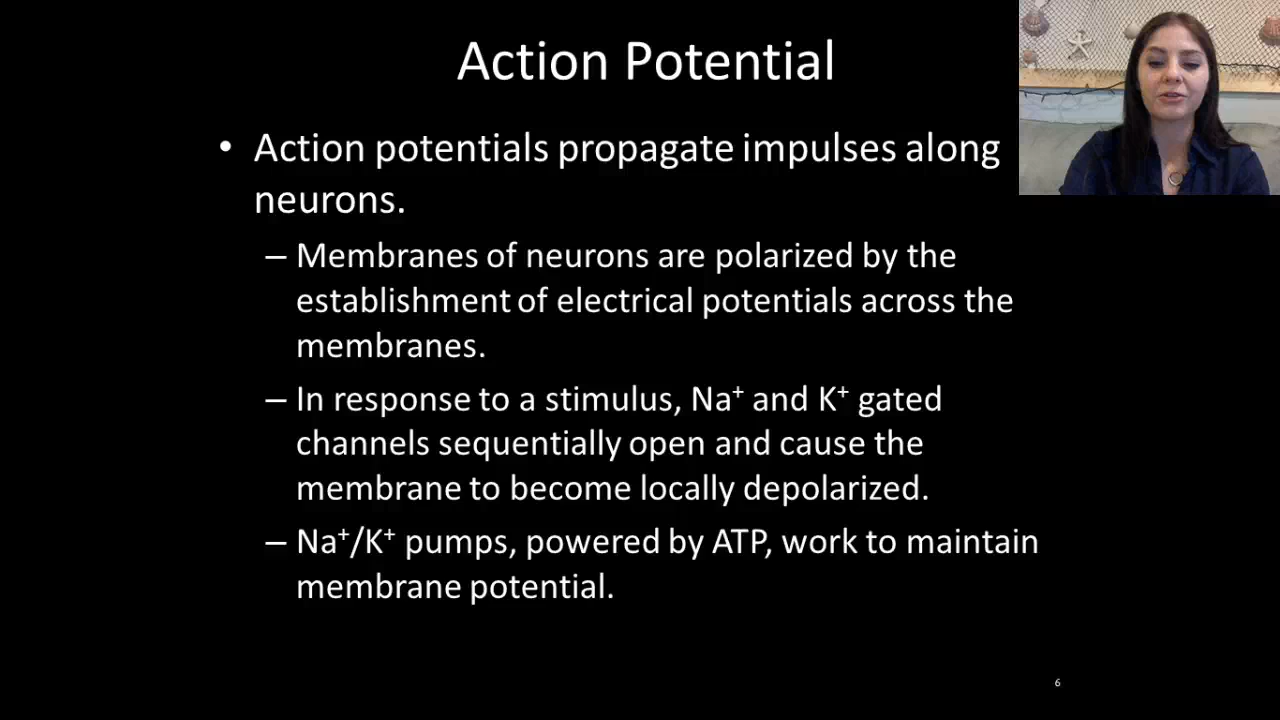 Action Potential
• Action potentials propagate impulses along
neurons.
– Membranes of neurons are polarized by the
establishment of electrical potentials across the
membranes.
– In response to a stimulus, Na⁺ and K⁺ gated
channels sequentially open and cause the
membrane to become locally depolarized.
– Na⁺/K⁺ pumps, powered by ATP, work to maintain
membrane potential.
6